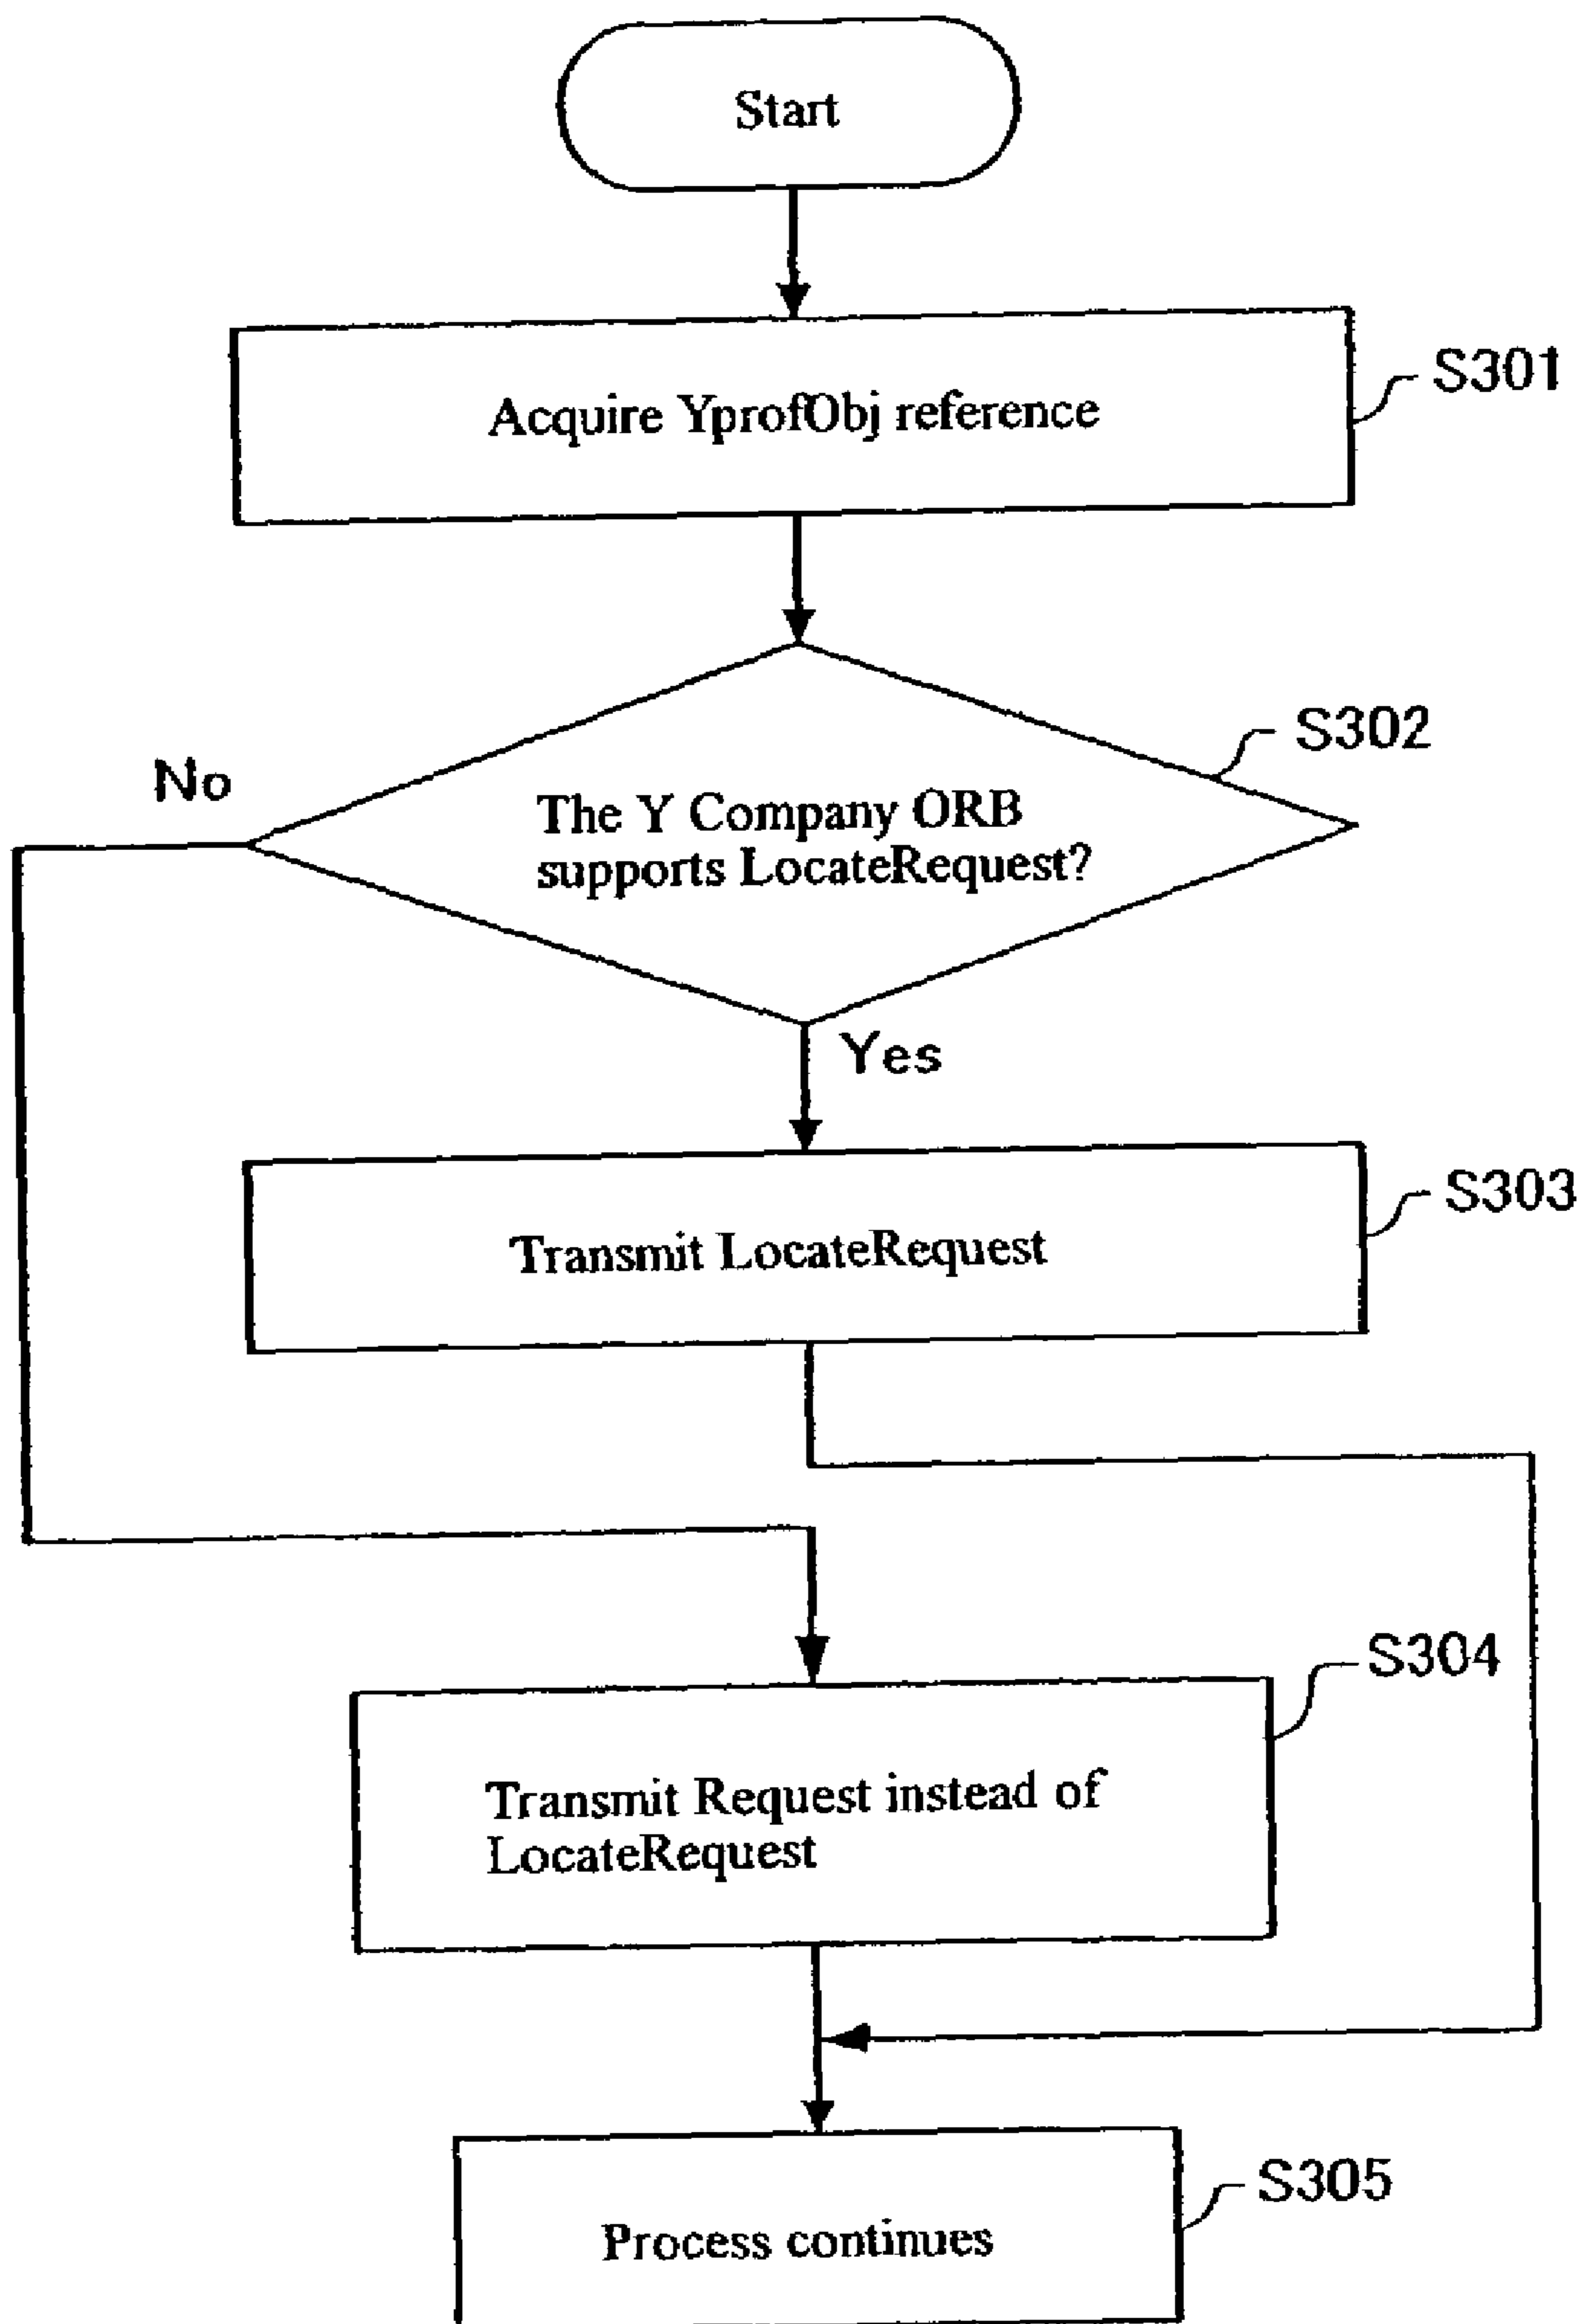 Start
Acquire YprofObj reference
S301
S302
No
The Y Company ORB
supports LocateRequest?
Yes
S303
Transmit LocateRequest
S304
Transmit Request instead of
LocateRequest
S305
Process continues